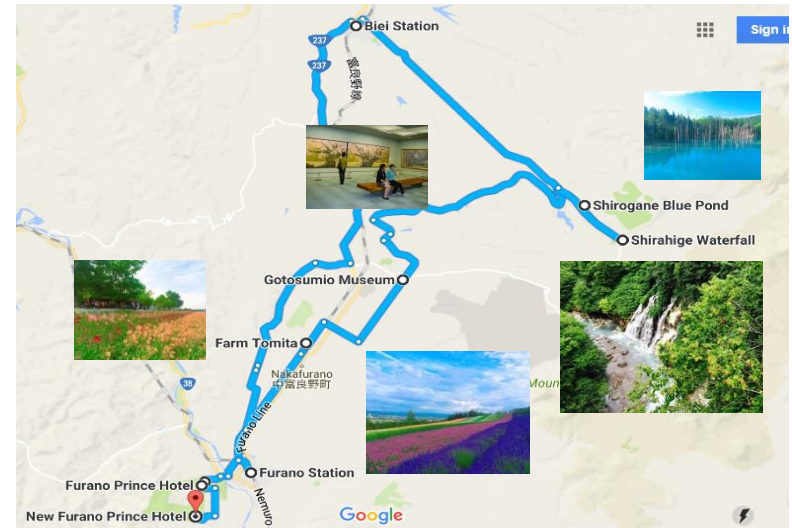 Biei Station
Sign in
237
237
富良野線
Shirogane Blue Pond
Shirahige Waterfall
Gotosumio Museum
Farm Tomita
Nakafurano
中富良野町
38
Moun
Furano Line
Furano Station
Furano Prince Hotel
New Furano Prince Hotel
Nemuro
Google